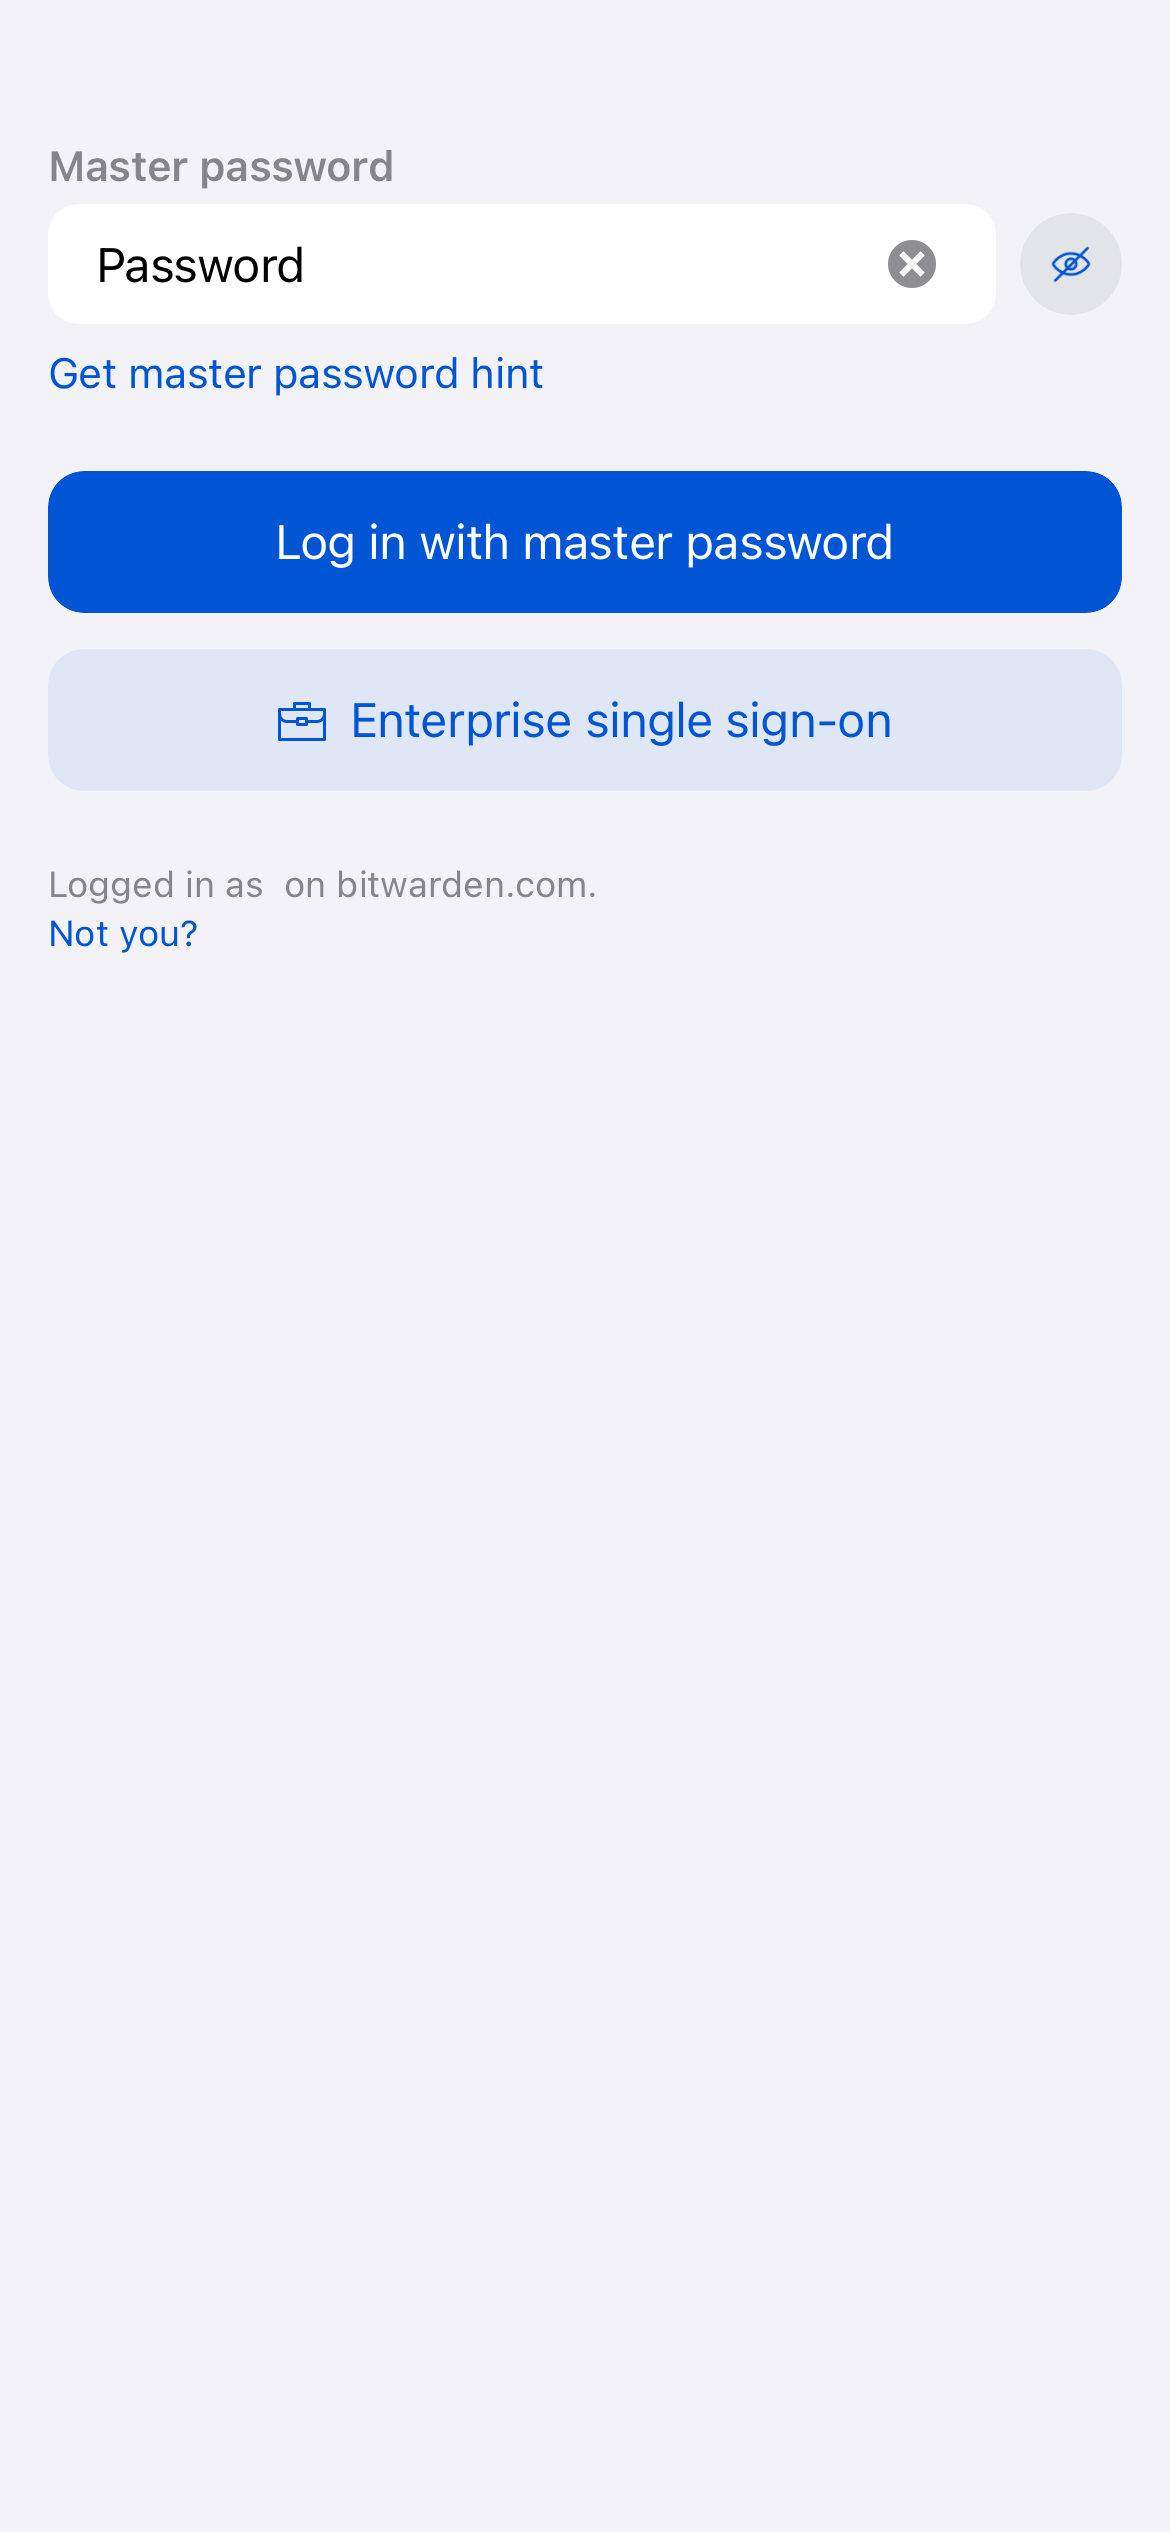 Master password
Password
Get master password hint
Log in with master password
Enterprise single sign-on
Logged in as  on bitwarden.com.
Not you?